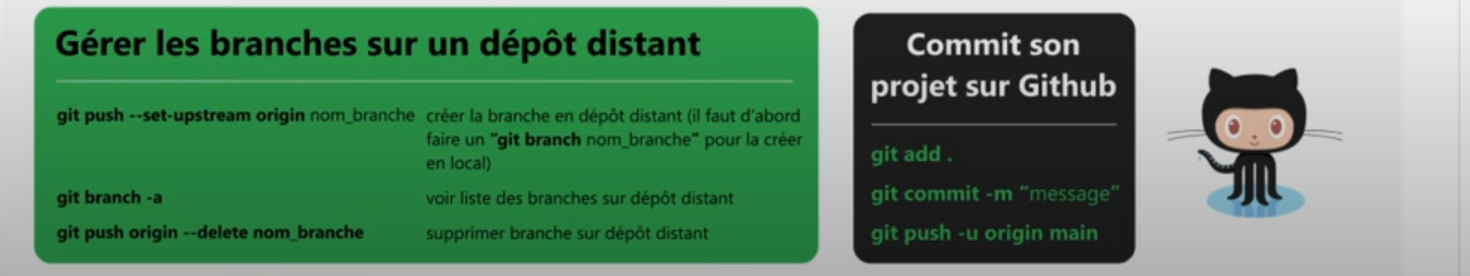 Gérer les branches sur un dépôt distant
git push --set-upstream origin nom_branche créer la branche en dépôt distant (il faut d'abord
faire un “git branch nom_branche” pour la créer
en local)
git branch -a voir liste des branches sur dépôt distant
git push origin --delete nom_branche supprimer branche sur dépôt distant
Commit son
projet sur Github
git add .
git commit -m “message”
git push -u origin main